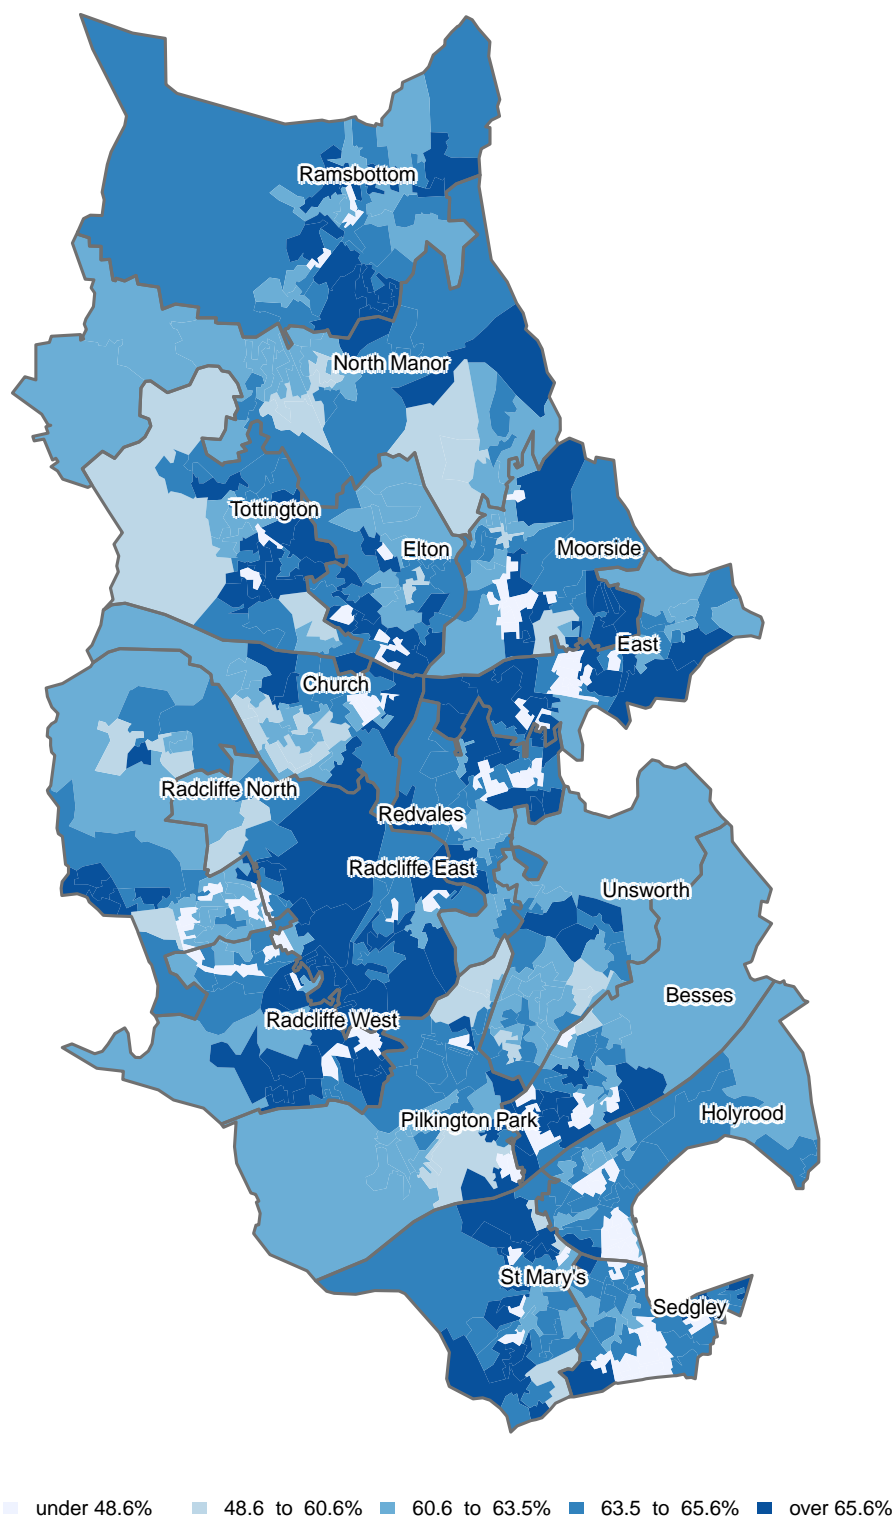 Ramsbottom
North Manor
Tottington
Elton
Moorside
East
Church
Radcliffe North
Redvales
Radcliffe East
Unsworth
Besses
Radcliffe West
Holyrood
Pilkington Park
St Mary's
Sedgley
under 48.6% 48.6 to 60.6% 60.6 to 63.5% 63.5 to 65.6% over 65.6%